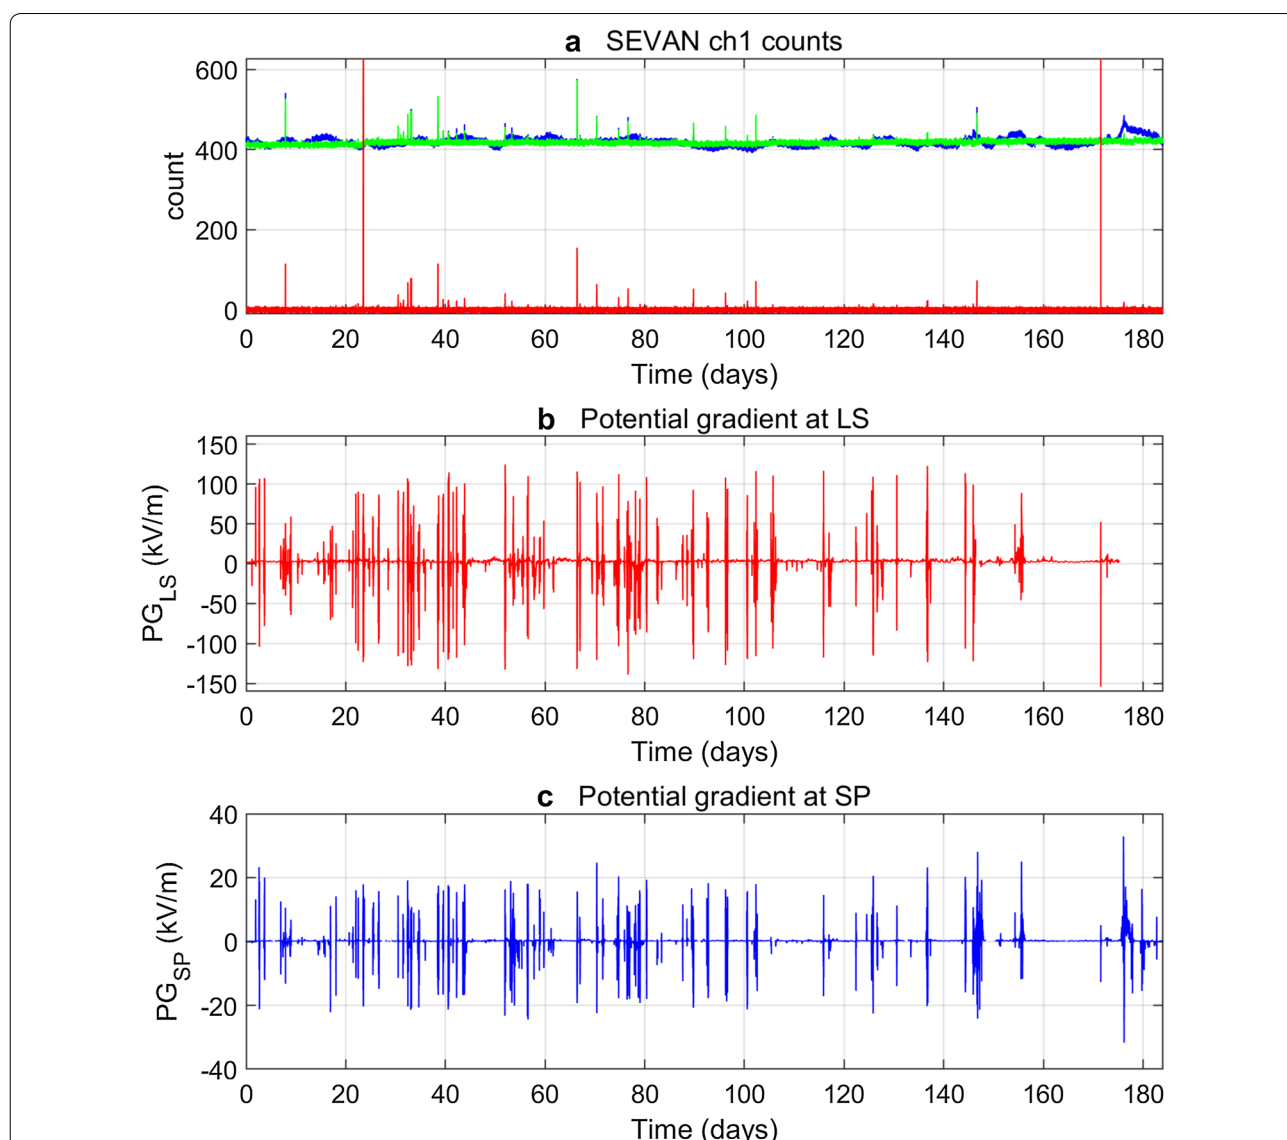 a SEVAN ch1 counts
600
400
200
0
count
0 20 40 60 80 100 120 140 160 180
Time (days)
b Potential gradient at LS
150
100
50
0
-50
-100
-150
PG_LS (kV/m)
0 20 40 60 80 100 120 140 160 180
Time (days)
c Potential gradient at SP
40
20
0
-20
-40
PG_SP (kV/m)
0 20 40 60 80 100 120 140 160 180
Time (days)